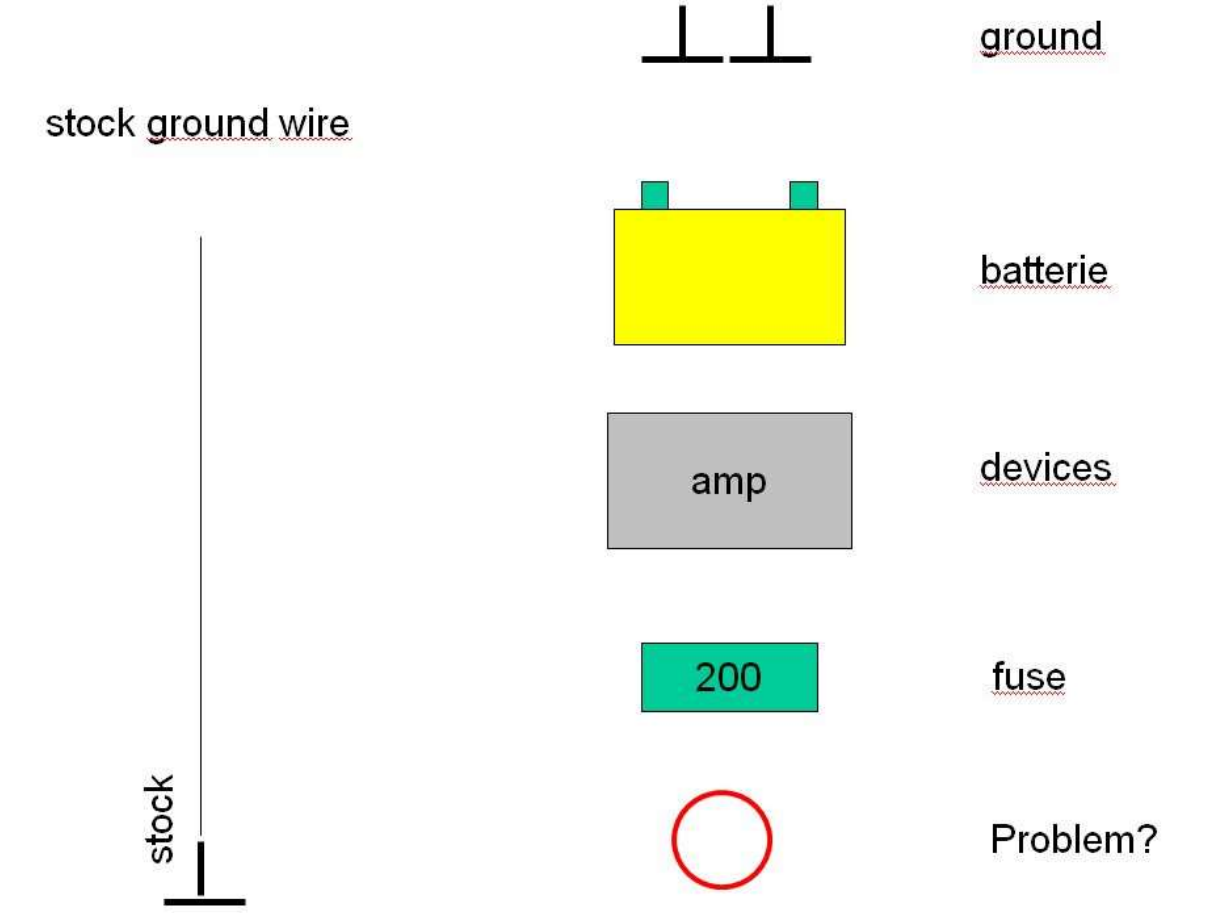 ground
stock ground wire
batterie
amp
devices
200
fuse
stock
Problem?